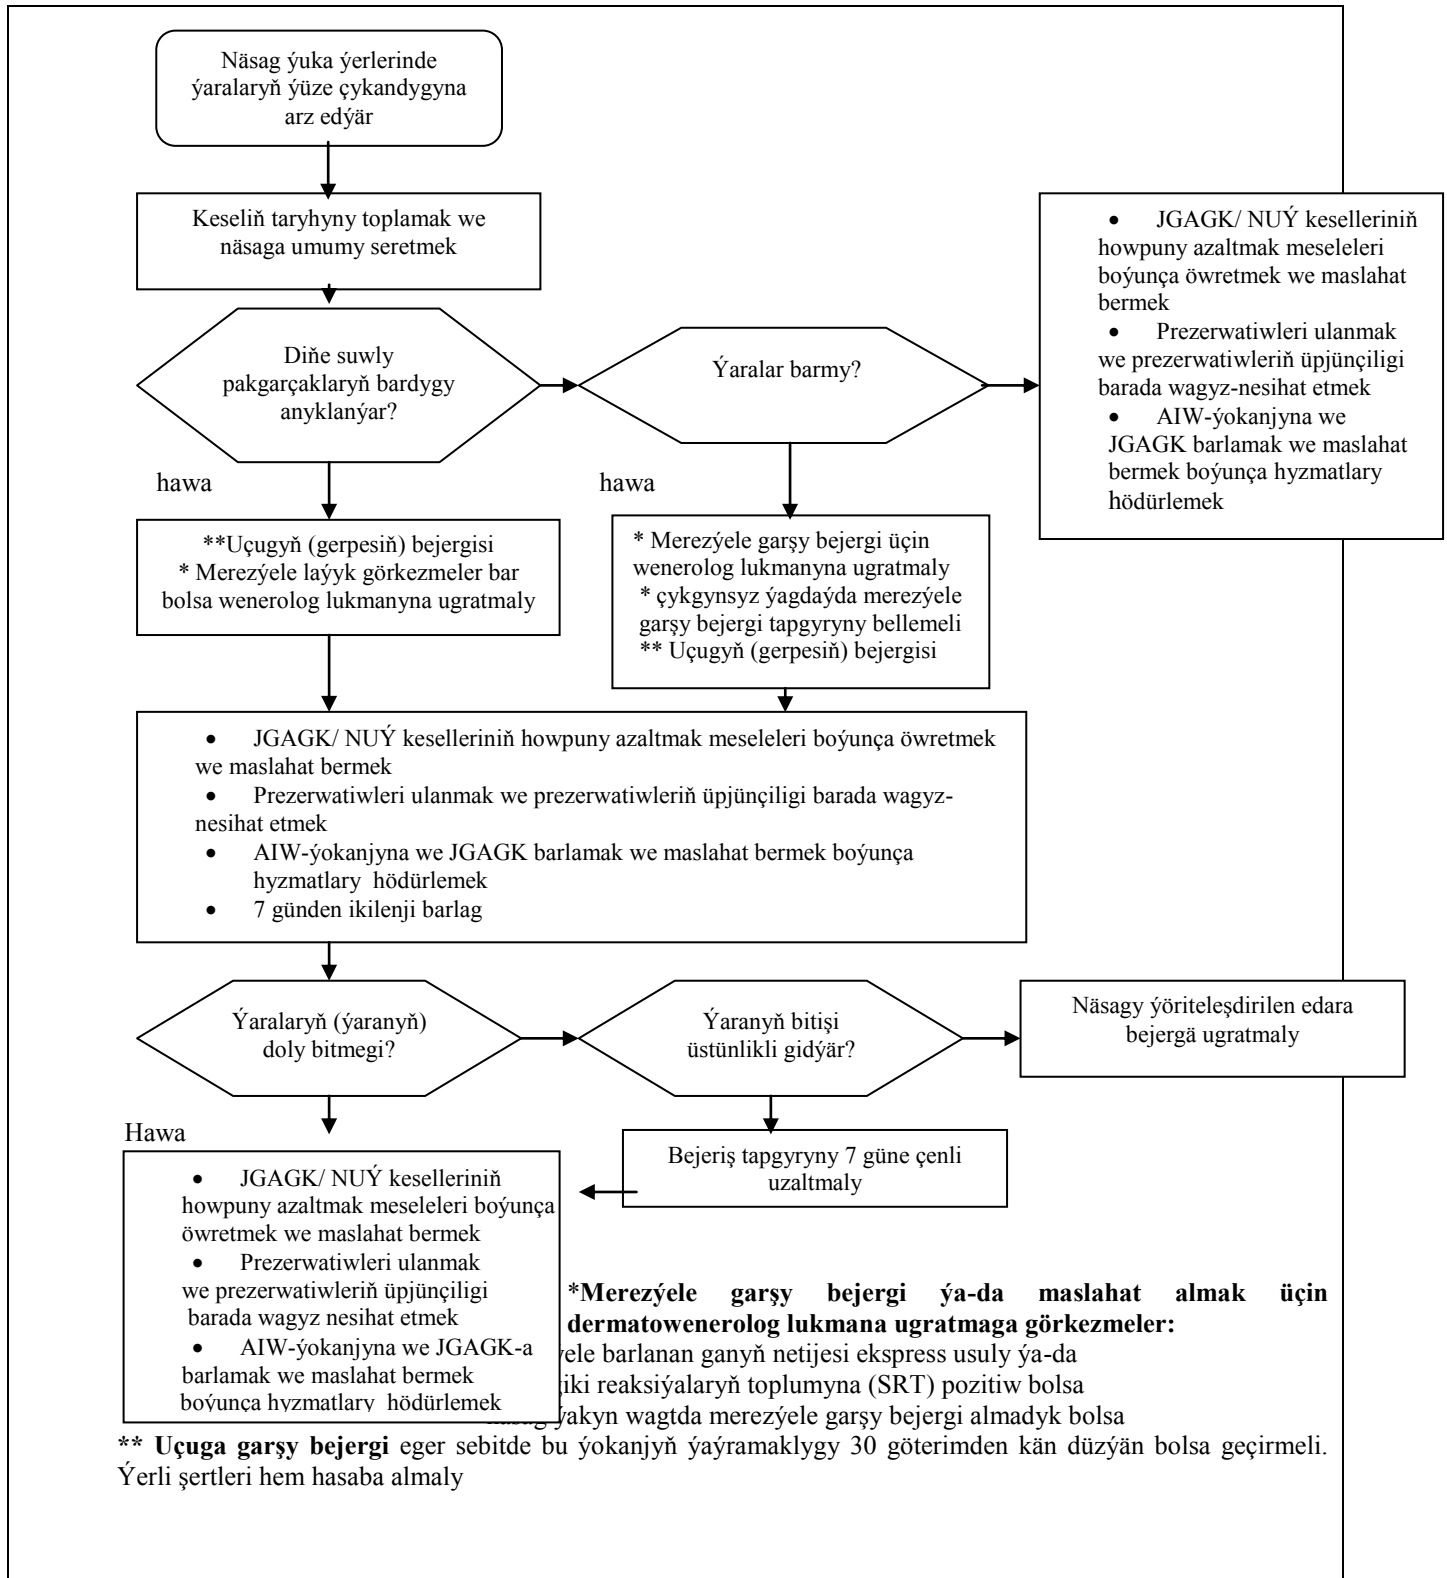 Näsag ýuka ýerlerinde
ýaralaryň ýüze çykandygyna
arz edýär
Keseliň taryhyny toplamak we
näsaga umumy seretmek
Diňe suwly
pakgarçaklaryň bardygy
anyklanýar?
Ýaralar barmy?
• JGAGK/ NUÝ keselleriniň
howpuny azaltmak meseleleri
boýunça öwretmek we maslahat
bermek
• Prezerwatiwleri ulanmak
we prezerwatiwleriň üpjünçiligi
barada wagyz-nesihat etmek
• AIW-ýokanjyna we
JGAGK barlamak we maslahat
bermek boýunça hyzmatlary
hödürlemek
hawa
hawa
**Uçugyň (gerpesiň) bejergisi
* Merezýele laýyk görkezmeler bar
bolsa wenerolog lukmanyna ugratmaly
* Merezýele garşy bejergi üçin
wenerolog lukmanyna ugratmaly
* çykgynsyz ýagdaýda merezýele
garşy bejergi tapgyryny bellemeli
** Uçugyň (gerpesiň) bejergisi
• JGAGK/ NUÝ keselleriniň howpuny azaltmak meseleleri boýunça öwretmek
we maslahat bermek
• Prezerwatiwleri ulanmak we prezerwatiwleriň üpjünçiligi barada wagyz-
nesihat etmek
• AIW-ýokanjyna we JGAGK barlamak we maslahat bermek boýunça
hyzmatlary hödürlemek
• 7 günden ikilenji barlag
Ýaralaryň (ýaranyň)
doly bitmegi?
Ýaranyň bitişi
üstünlikli gidýär?
Näsagy ýöriteleşdirilen edara
bejergä ugratmaly
Hawa
Bejeriş tapgyryny 7 güne çenli
uzaltmaly
• JGAGK/ NUÝ keselleriniň
howpuny azaltmak meseleleri boýunça
öwretmek we maslahat bermek
• Prezerwatiwleri ulanmak
we prezerwatiwleriň üpjünçiligi
barada wagyz nesihat etmek
• AIW-ýokanjyna we JGAGK-a
barlamak we maslahat bermek
boýunça hyzmatlary hödürlemek
*Merezýele garşy bejergi ýa-da maslahat almak üçin
dermatowenerolog lukmana ugratmaga görkezmeler:
barlanan ganyň netijesi ekspress usuly ýa-da
reaksiýalaryň toplumyna (SRT) pozitiw bolsa
ýakyn wagtda merezýele garşy bejergi almadyk bolsa
** Uçuga garşy bejergi eger sebitde bu ýokanjyň ýaýramaklygy 30 göterimden kän düzýän bolsa geçirmeli.
Ýerli şertleri hem hasaba almaly